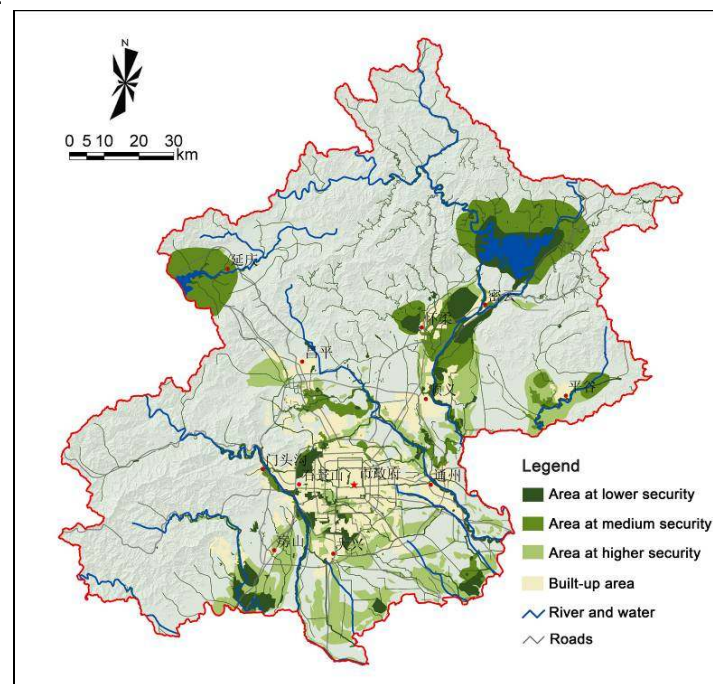 N
0 5 10 20 30
km
延庆
密云
怀柔
昌平
顺义
平谷
门头沟
石景山
市政府
通州
房山
大兴
Legend
Area at lower security
Area at medium security
Area at higher security
Built-up area
River and water
Roads